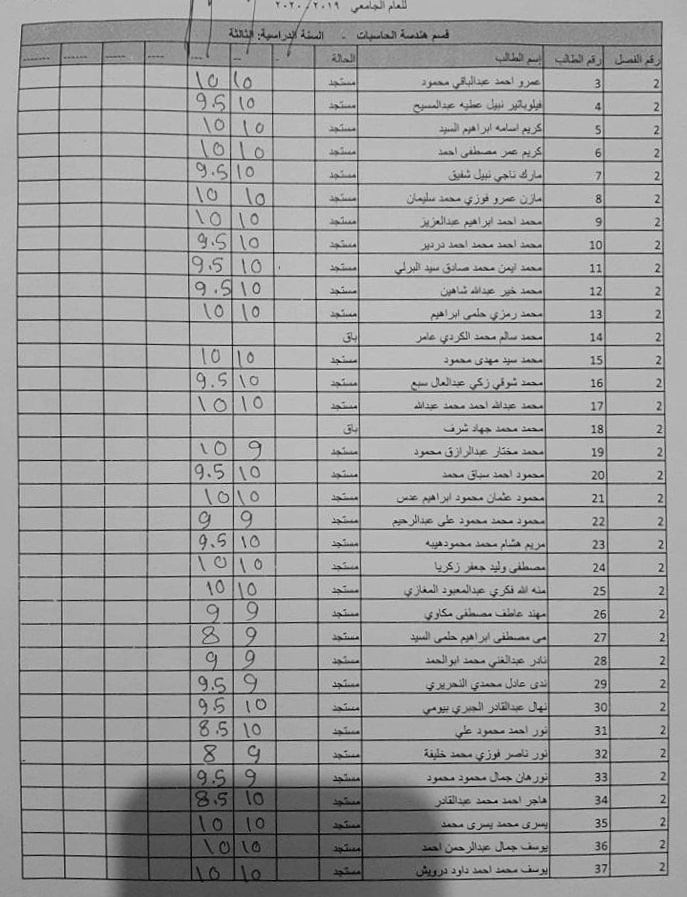 للعام الجامعي ٢٠١٩ / ٢٠٢٠
قسم هندسة الحاسبات - السنة الدراسية: الثالثة
رقم الفصل رقم الطالب إسم الطالب الحالة
2 3 عمرو احمد عبدالباقي محمود مستجد 10 10
2 4 فيلوباتير نبيل عطيه عبدالمسيح مستجد 10 9.5
2 5 كريم اسامه ابراهيم السيد مستجد 10 10
2 6 كريم عمر مصطفى احمد مستجد 10 10
2 7 مارك ناجي نبيل شفيق مستجد 10 9.5
2 8 مازن عمرو فوزي محمد سليمان مستجد 10 10
2 9 محمد احمد ابراهيم عبدالعزيز مستجد 10 10
2 10 محمد احمد محمد احمد دردير مستجد 10 9.5
2 11 محمد ايمن محمد صادق سيد البرلي مستجد 10 9.5
2 12 محمد خير عبدالله شاهين مستجد 10 9.5
2 13 محمد رمزي حلمى ابراهيم مستجد 10 10
2 14 محمد سالم محمد الكردي عامر باق
2 15 محمد سيد مهدى محمود مستجد 10 10
2 16 محمد شوقي زكي عبدالعال سبع مستجد 10 9.5
2 17 محمد عبدالله احمد محمد عبدالله مستجد 10 10
2 18 محمد محمد جهاد شرف باق
2 19 محمد مختار عبدالرازق محمود مستجد 9 10
2 20 محمود احمد سباق محمد مستجد 10 9.5
2 21 محمود عثمان محمود ابراهيم عدس مستجد 10 10
2 22 محمود محمد محمود على عبدالرحيم مستجد 9 9
2 23 مريم هشام محمد محمودهيبه مستجد 10 9.5
2 24 مصطفى وليد جعفر زكريا مستجد 10 10
2 25 منه الله فكري عبدالمعبود المغازي مستجد 10 10
2 26 مهند عاطف مصطفى مكاوي مستجد 9 9
2 27 مى مصطفى ابراهيم حلمى السيد مستجد 9 8
2 28 نادر عبدالغني محمد ابوالحمد مستجد 9 9
2 29 ندى عادل محمدي التحريري مستجد 9 9.5
2 30 نهال عبدالقادر الجبري بيومي مستجد 10 9.5
2 31 نور احمد محمود علي مستجد 10 8.5
2 32 نور ناصر فوزي محمد خليفة مستجد 9 8
2 33 نورهان جمال محمود محمود مستجد 9 9.5
2 34 هاجر احمد محمد عبدالقادر مستجد 10 8.5
2 35 يسرى محمد يسرى محمد مستجد 10 10
2 36 يوسف جمال عبدالرحمن احمد مستجد 10 10
2 37 يوسف محمد احمد داود درويش مستجد 10 10